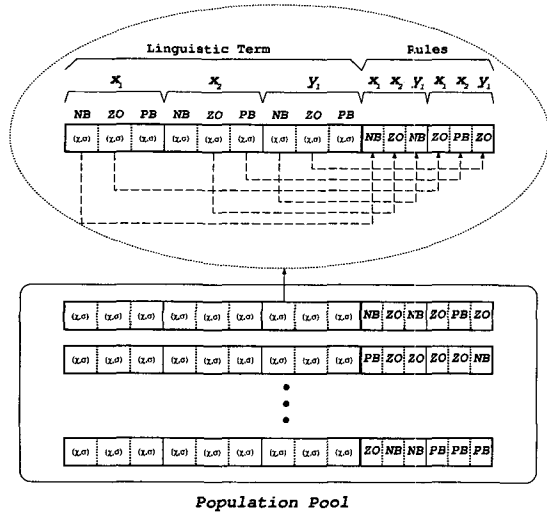 Linguistic Term Rules
x1 x2 y1 x1 x2 y1 x1 x2 y1
NB ZO PB NB ZO PB NB ZO PB
(χ,σ) (χ,σ) (χ,σ) (χ,σ) (χ,σ) (χ,σ) (χ,σ) (χ,σ) (χ,σ) NB ZO NB ZO PB ZO
(χ,σ) (χ,σ) (χ,σ) (χ,σ) (χ,σ) (χ,σ) (χ,σ) (χ,σ) (χ,σ) NB ZO NB ZO PB ZO
(χ,σ) (χ,σ) (χ,σ) (χ,σ) (χ,σ) (χ,σ) (χ,σ) (χ,σ) (χ,σ) PB ZO ZO ZO ZO NB
(χ,σ) (χ,σ) (χ,σ) (χ,σ) (χ,σ) (χ,σ) (χ,σ) (χ,σ) (χ,σ) ZO NB NB PB PB PB
Population Pool